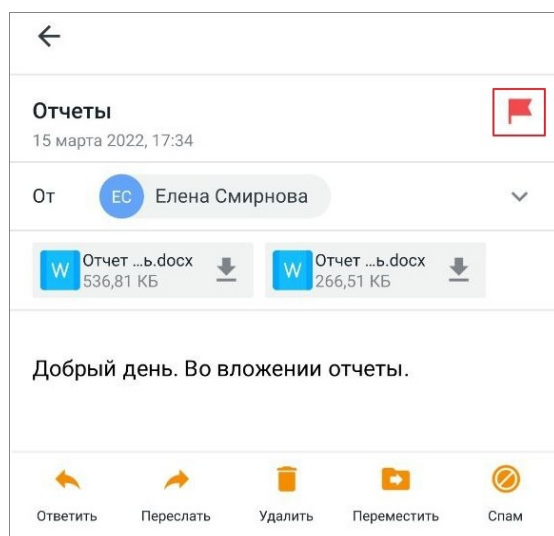 Отчеты
15 марта 2022, 17:34
От ЕС Елена Смирнова
W Отчет ...ь.docx W Отчет ...ь.docx
536,81 КБ 266,51 КБ
Добрый день. Во вложении отчеты.
Ответить Переслать Удалить Переместить Спам